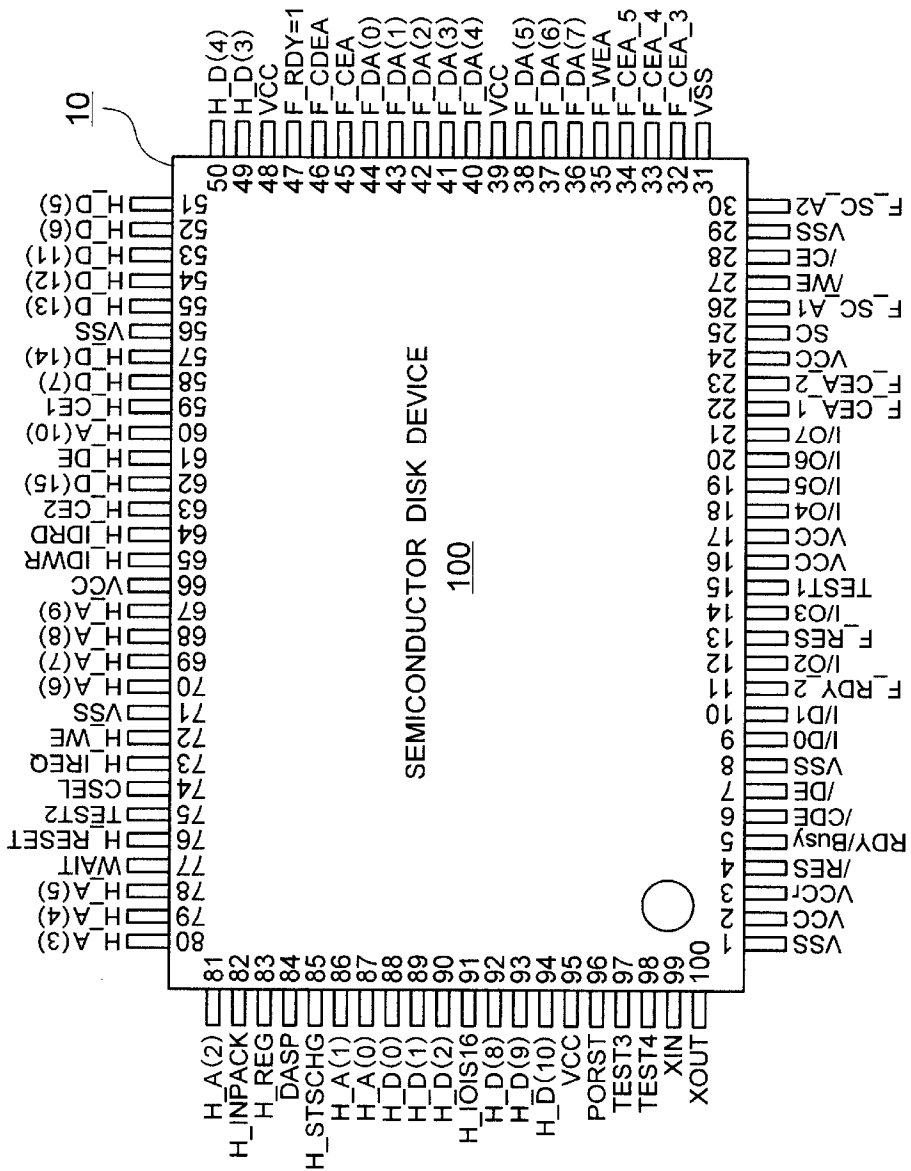 10
SEMICONDUCTOR DISK DEVICE
100
1 VSS
2 VCC
3 VCCr
4 /RES
5 RDY/Busy
6 /CDE
7 /DE
8 VSS
9 I/D0
10 I/D1
11 F_RDY_2
12 I/O2
13 F_RES
14 I/O3
15 TEST1
16 VCC
17 VCC
18 I/O4
19 I/O5
20 I/O6
21 I/O7
22 F_CEA_1
23 F_CEA_2
24 VCC
25 SC
26 F_SC_A1
27 /WE
28 /CE
29 VSS
30 F_SC_A2
31 VSS
32 F_CEA_3
33 F_CEA_4
34 F_CEA_5
35 F_WEA
36 F_DA(7)
37 F_DA(6)
38 F_DA(5)
39 VCC
40 F_DA(4)
41 F_DA(3)
42 F_DA(2)
43 F_DA(1)
44 F_DA(0)
45 F_CEA
46 F_CDEA
47 F_RDY=1
48 VCC
49 H_D(3)
50 H_D(4)
51 H_D(5)
52 H_D(6)
53 H_D(11)
54 H_D(12)
55 H_D(13)
56 VSS
57 H_D(14)
58 H_D(7)
59 H_CE1
60 H_A(10)
61 H_DE
62 H_D(15)
63 H_CE2
64 H_IDRD
65 H_IDWR
66 VCC
67 H_A(9)
68 H_A(8)
69 H_A(7)
70 H_A(6)
71 VSS
72 H_WE
73 H_IREQ
74 CSEL
75 TEST2
76 H_RESET
77 WAIT
78 H_A(5)
79 H_A(4)
80 H_A(3)
81 H_A(2)
82 H_INPACK
83 H_REG
84 DASP
85 H_STSCHG
86 H_A(1)
87 H_A(0)
88 H_D(0)
89 H_D(1)
90 H_D(2)
91 H_IOIS16
92 H_D(8)
93 H_D(9)
94 H_D(10)
95 VCC
96 PORST
97 TEST3
98 TEST4
99 XIN
100 XOUT